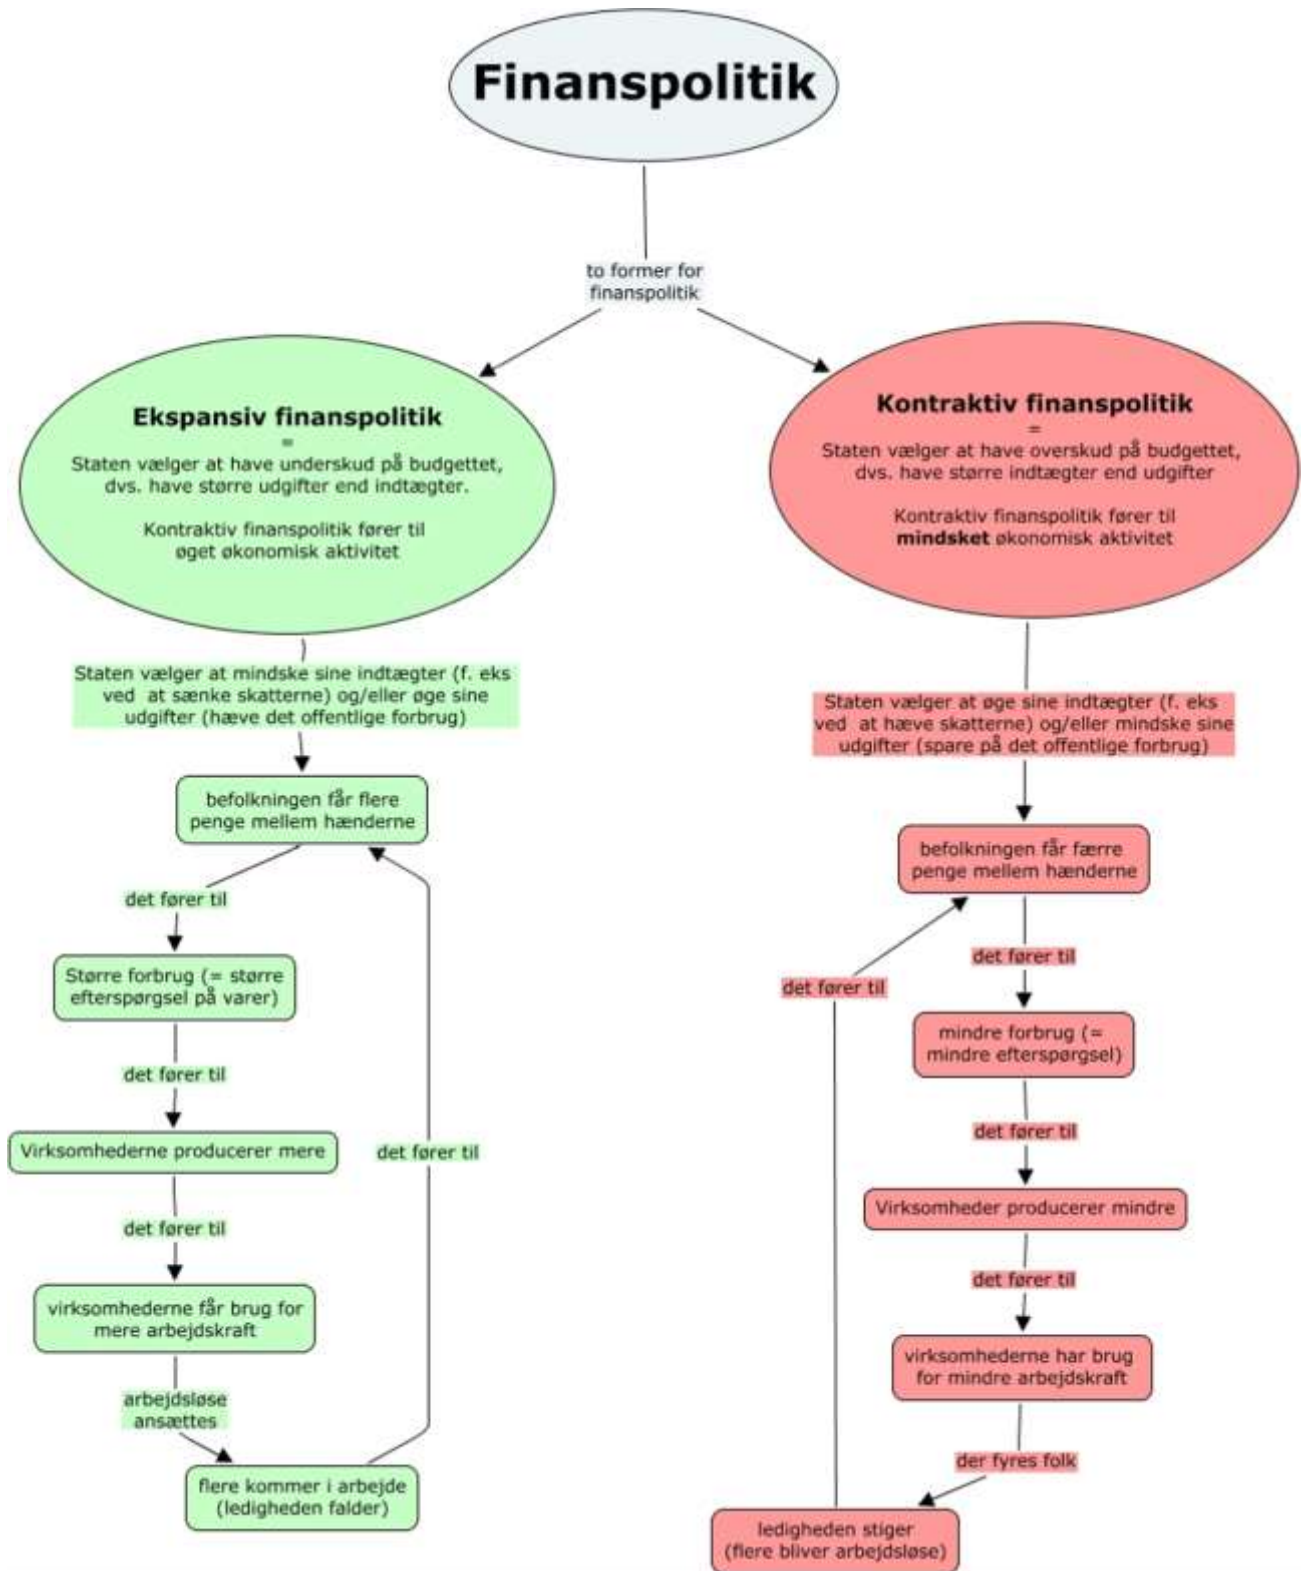 Finanspolitik
to former for
finanspolitik
Ekspansiv finanspolitik
=
Staten vælger at have underskud på budgettet,
dvs. have større udgifter end indtægter.
Kontraktiv finanspolitik fører til
øget økonomisk aktivitet
Staten vælger at mindske sine indtægter (f. eks
ved at sænke skatterne) og/eller øge sine
udgifter (hæve det offentlige forbrug)
befolkningen får flere
penge mellem hænderne
det fører til
Større forbrug (= større
efterspørgsel på varer)
det fører til
Virksomhederne producerer mere
det fører til
virksomhederne får brug for
mere arbejdskraft
arbejdsløse
ansættes
flere kommer i arbejde
(ledigheden falder)
det fører til
Kontraktiv finanspolitik
=
Staten vælger at have overskud på budgettet,
dvs. have større indtægter end udgifter
Kontraktiv finanspolitik fører til
mindsket økonomisk aktivitet
Staten vælger at øge sine indtægter (f. eks
ved at hæve skatterne) og/eller mindske sine
udgifter (spare på det offentlige forbrug)
befolkningen får færre
penge mellem hænderne
det fører til
mindre forbrug (=
mindre efterspørgsel)
det fører til
Virksomheder producerer mindre
det fører til
virksomhederne har brug
for mindre arbejdskraft
der fyres folk
ledigheden stiger
(flere bliver arbejdsløse)
det fører til